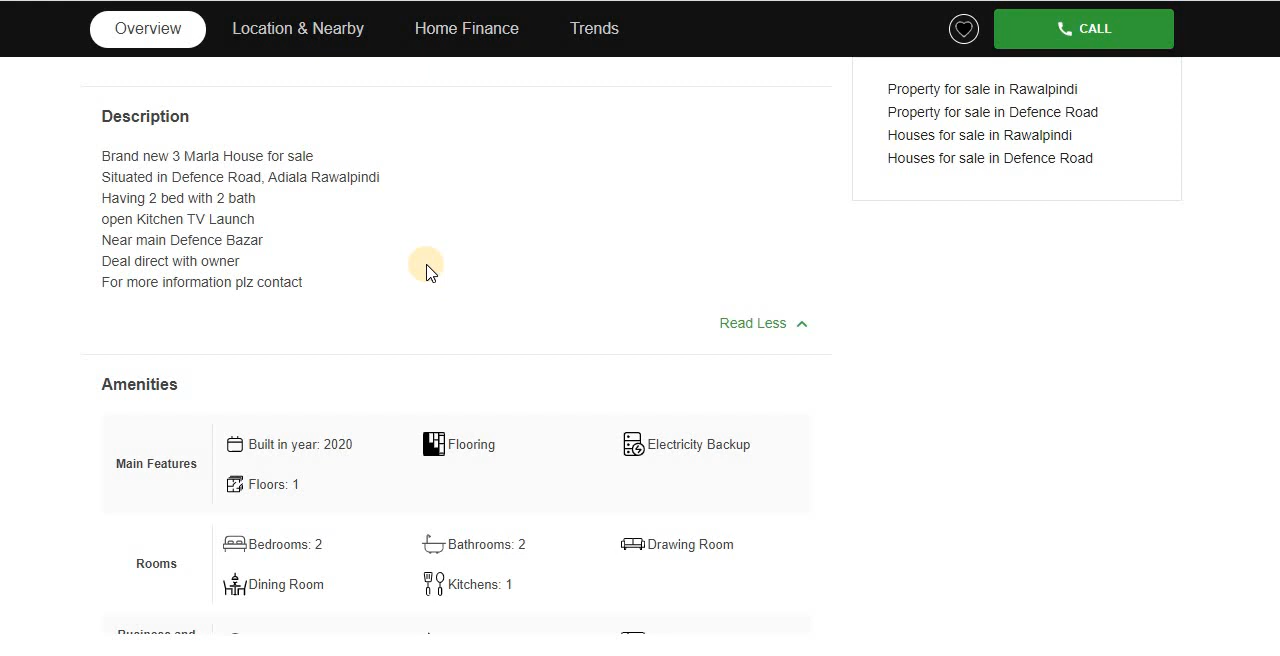 Overview
Location & Nearby
Home Finance
Trends
CALL
Property for sale in Rawalpindi
Property for sale in Defence Road
Houses for sale in Rawalpindi
Houses for sale in Defence Road
Description
Brand new 3 Marla House for sale
Situated in Defence Road, Adiala Rawalpindi
Having 2 bed with 2 bath
open Kitchen TV Launch
Near main Defence Bazar
Deal direct with owner
For more information plz contact
Read Less
Amenities
Main Features
Built in year: 2020
Flooring
Electricity Backup
Floors: 1
Rooms
Bedrooms: 2
Bathrooms: 2
Drawing Room
Dining Room
Kitchens: 1
Business and